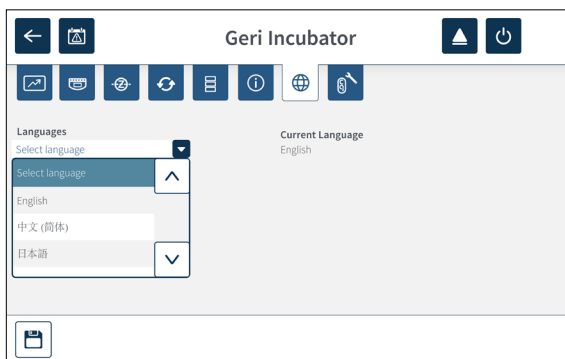 Geri Incubator
Languages
Select language
Select language
English
中文 (简体)
日本語
Current Language
English